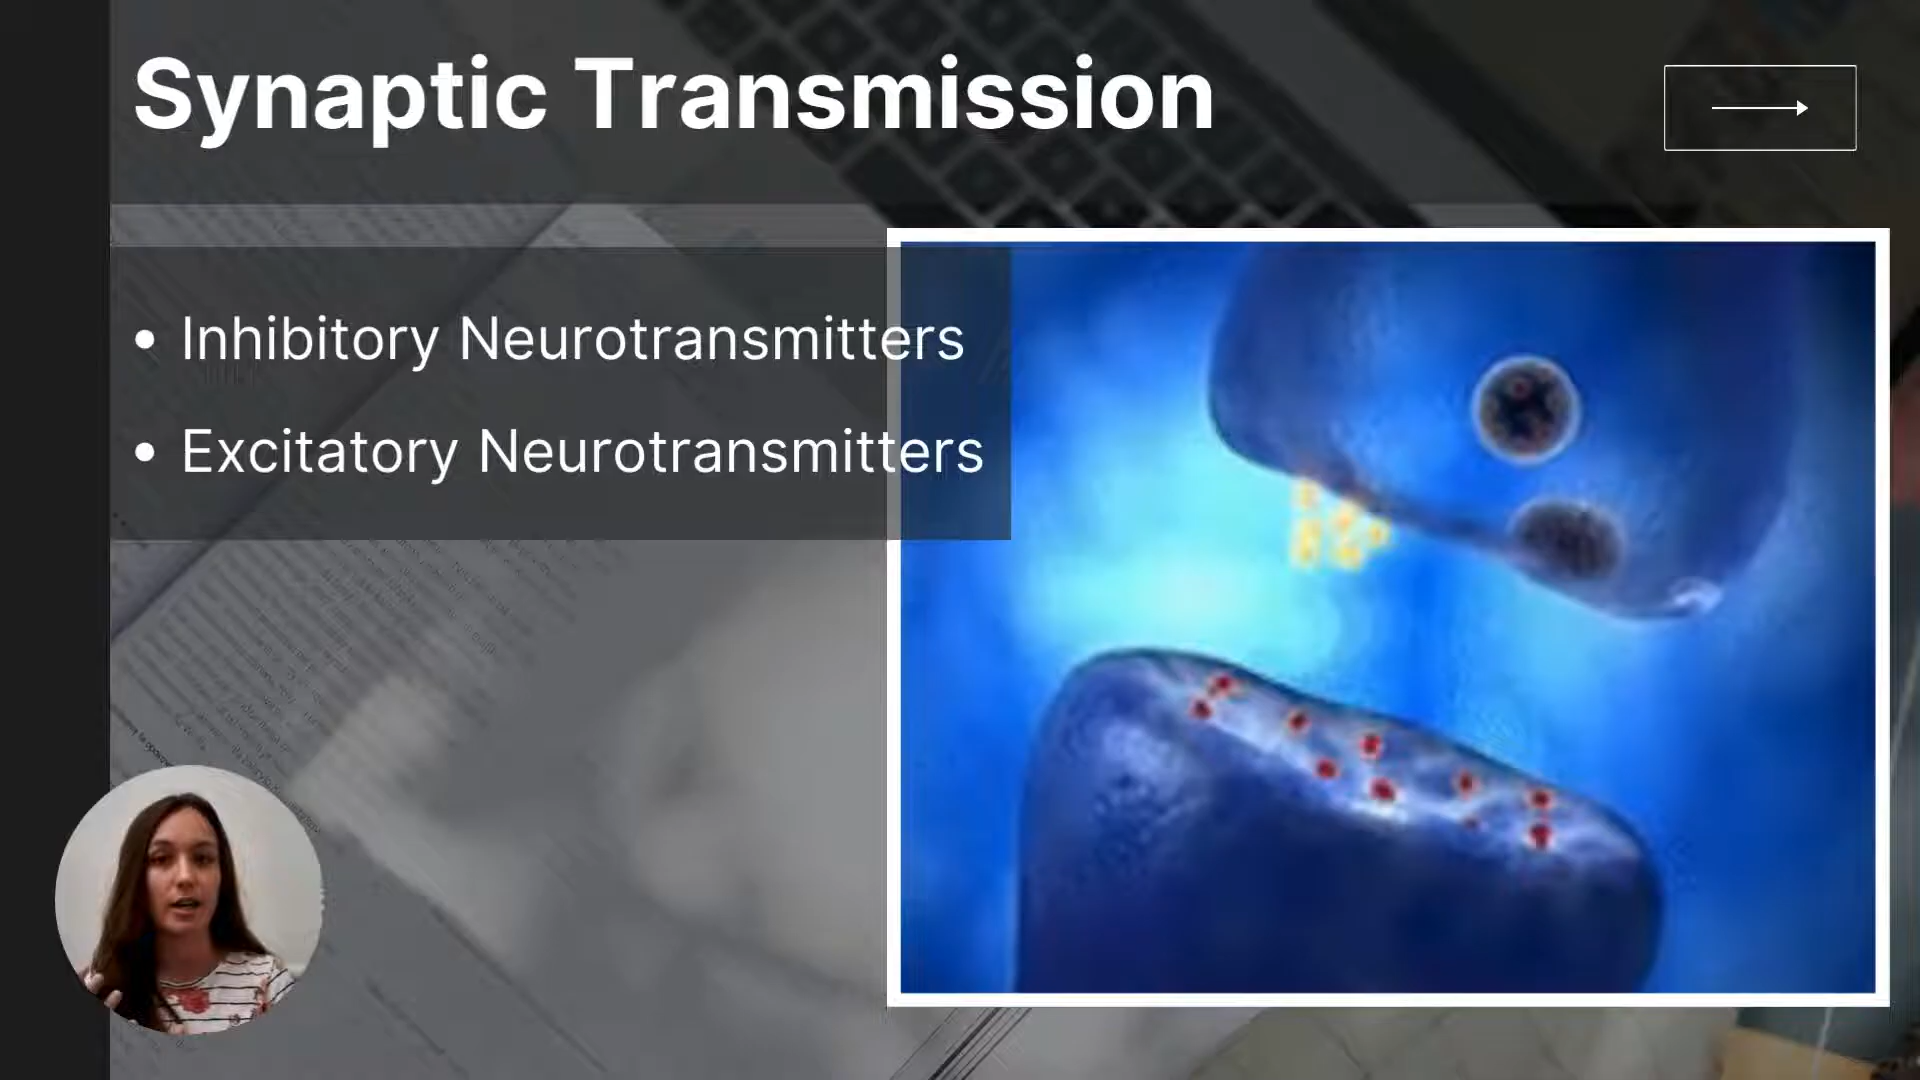 Synaptic Transmission
• Inhibitory Neurotransmitters
• Excitatory Neurotransmitters